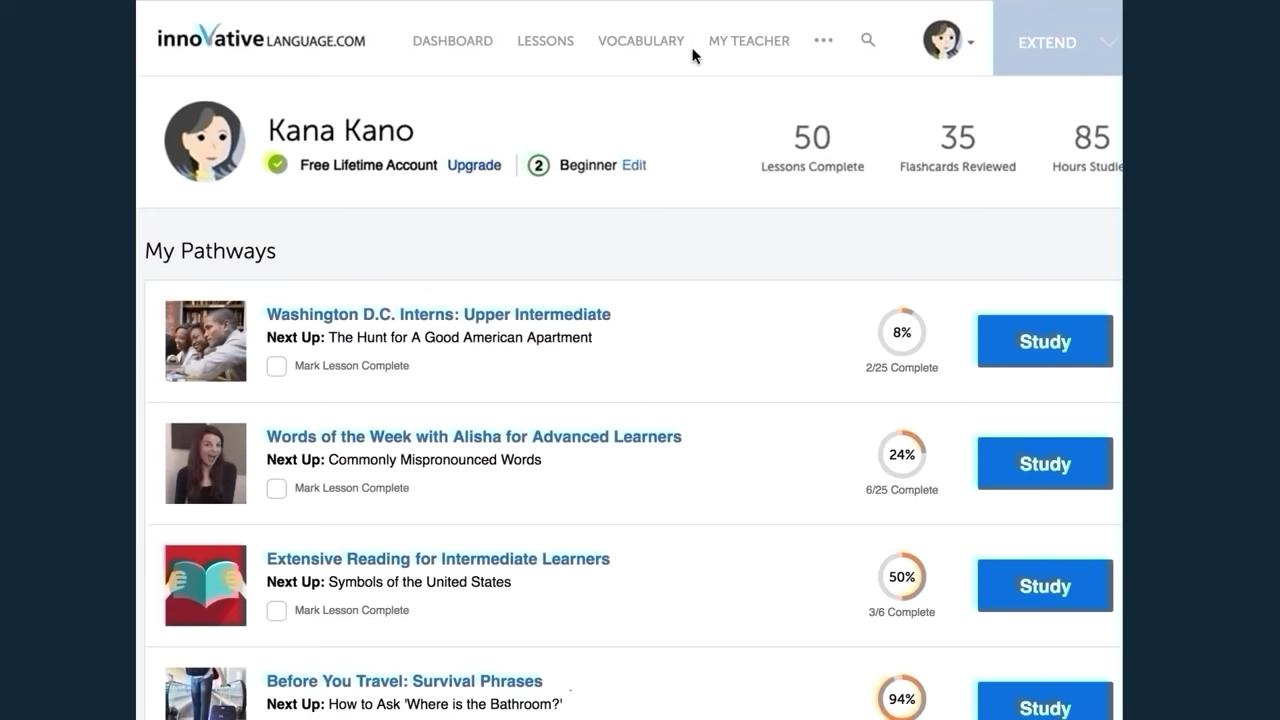 innoVative LANGUAGE.COM
DASHBOARD LESSONS VOCABULARY MY TEACHER ••• EXTEND
Kana Kano
Free Lifetime Account Upgrade 2 Beginner Edit
50 35 85
Lessons Complete Flashcards Reviewed Hours Studie
My Pathways
Washington D.C. Interns: Upper Intermediate
Next Up: The Hunt for A Good American Apartment
Mark Lesson Complete
8%
2/25 Complete
Study
Words of the Week with Alisha for Advanced Learners
Next Up: Commonly Mispronounced Words
Mark Lesson Complete
24%
6/25 Complete
Study
Extensive Reading for Intermediate Learners
Next Up: Symbols of the United States
Mark Lesson Complete
50%
3/6 Complete
Study
Before You Travel: Survival Phrases
Next Up: How to Ask 'Where is the Bathroom?'
94%
Study